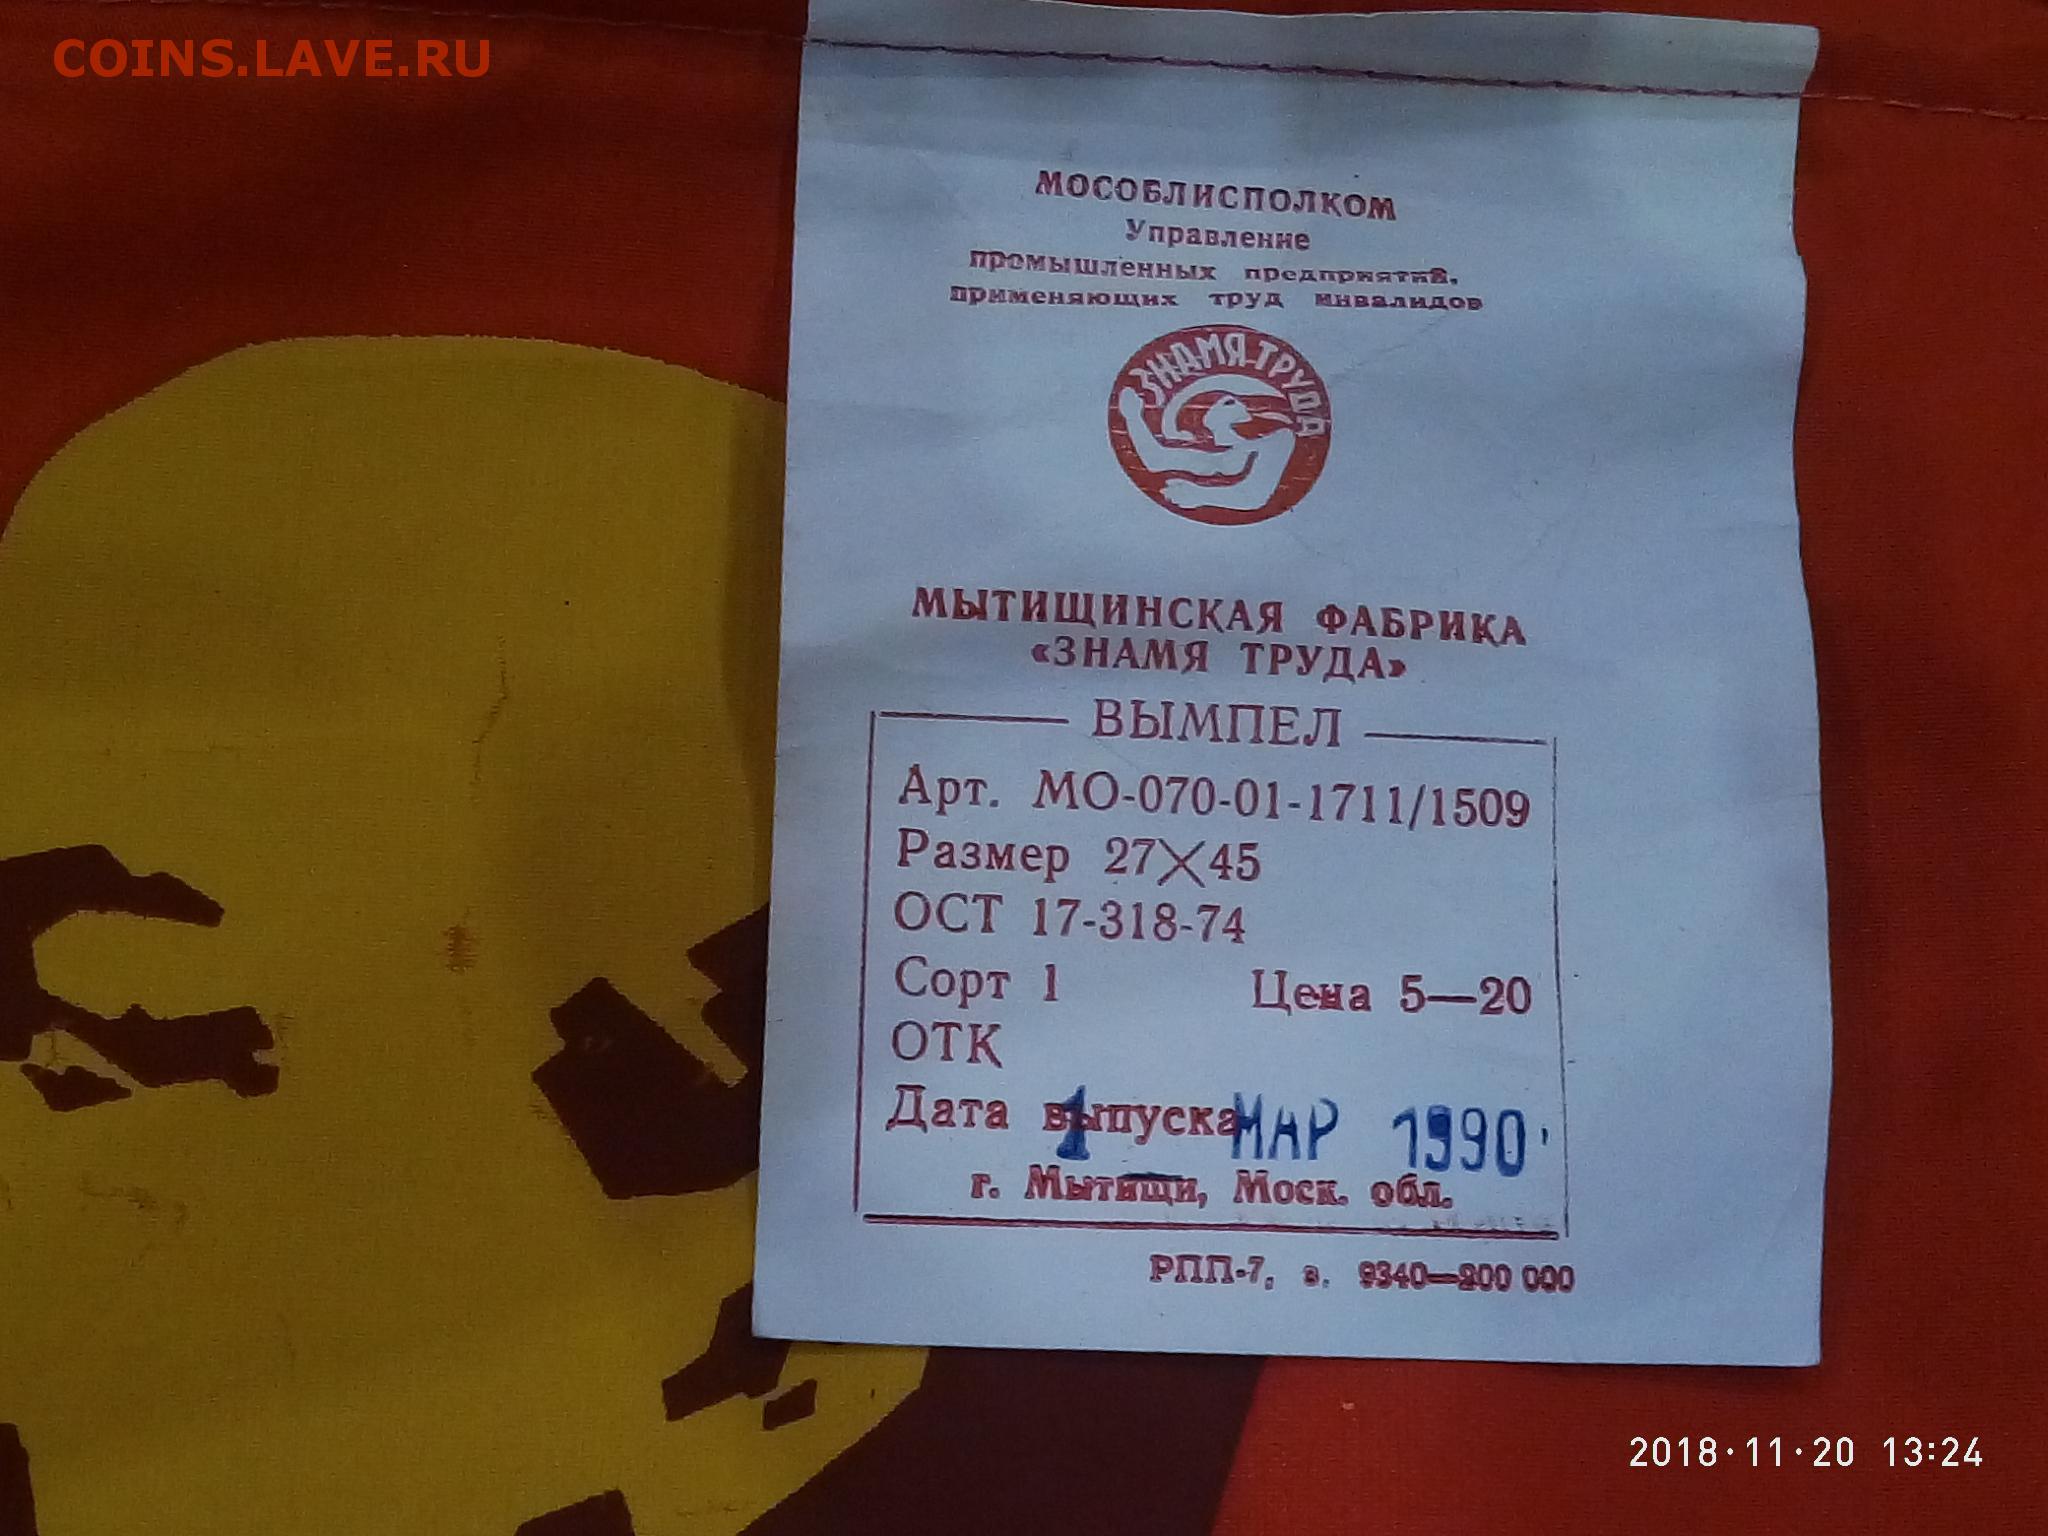 COINS.LAVE.RU
МОСОБЛИСПОЛКОМ
Управление
промышленных предприятий,
применяющих труд инвалидов
ЗНАМЯ ТРУДА
МЫТИЩИНСКАЯ ФАБРИКА
«ЗНАМЯ ТРУДА»
ВЫМПЕЛ
Арт. МО-070-01-1711/1509
Размер 27×45
ОСТ 17-318-74
Сорт 1 Цена 5—20
ОТК
Дата выпуска 1 МАР 1990
г. Мытищи, Моск. обл.
РПП-7, з. 9340—200 000
2018·11·20 13:24